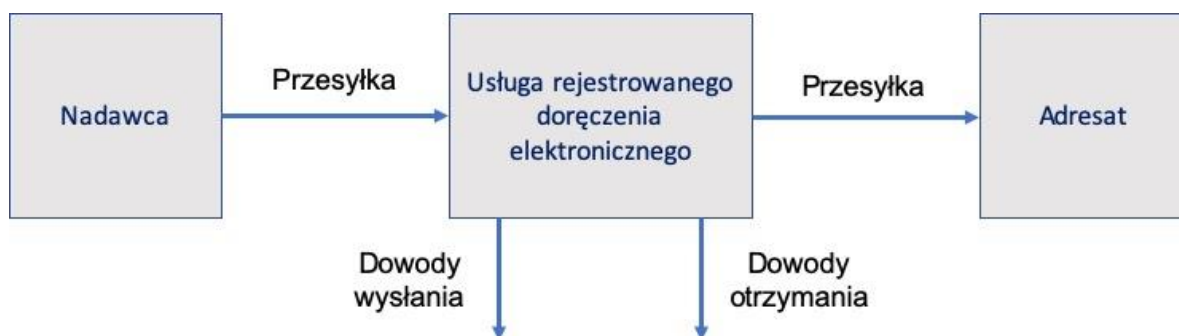 Nadawca
Przesyłka
Usługa rejestrowanego
doręczenia
elektronicznego
Przesyłka
Adresat
Dowody
wysłania
Dowody
otrzymania